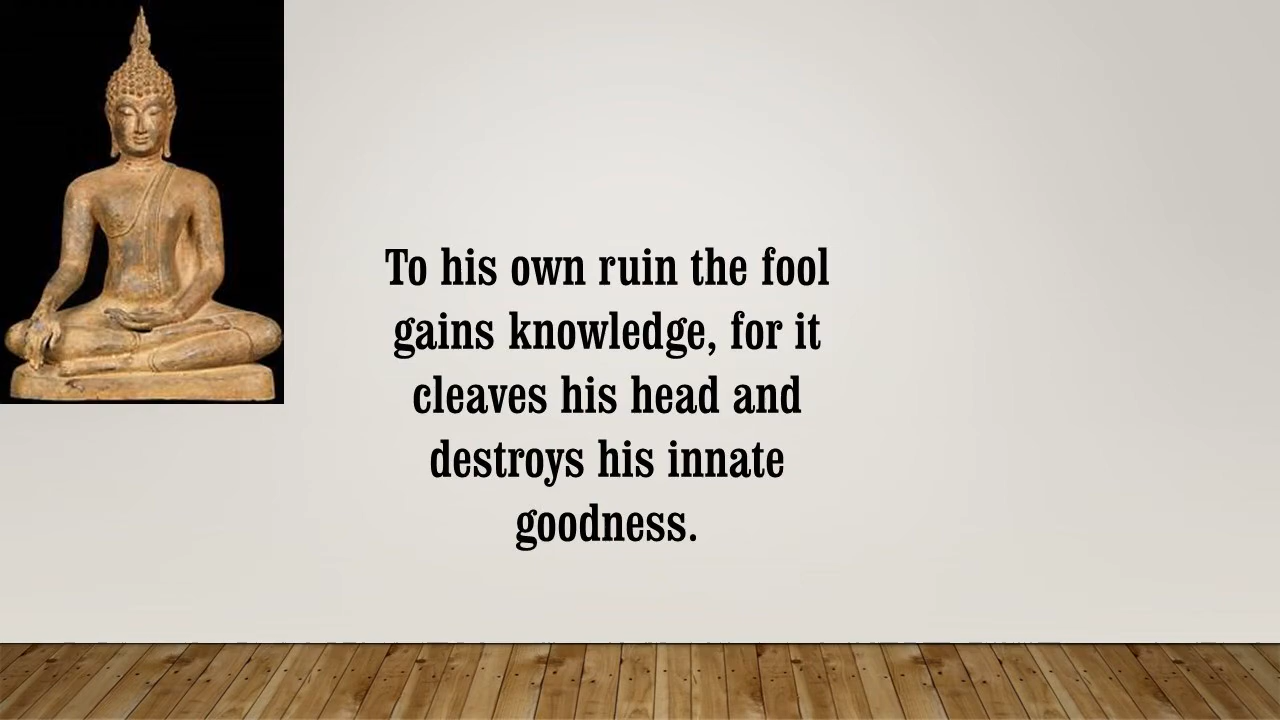 To his own ruin the fool
gains knowledge, for it
cleaves his head and
destroys his innate
goodness.